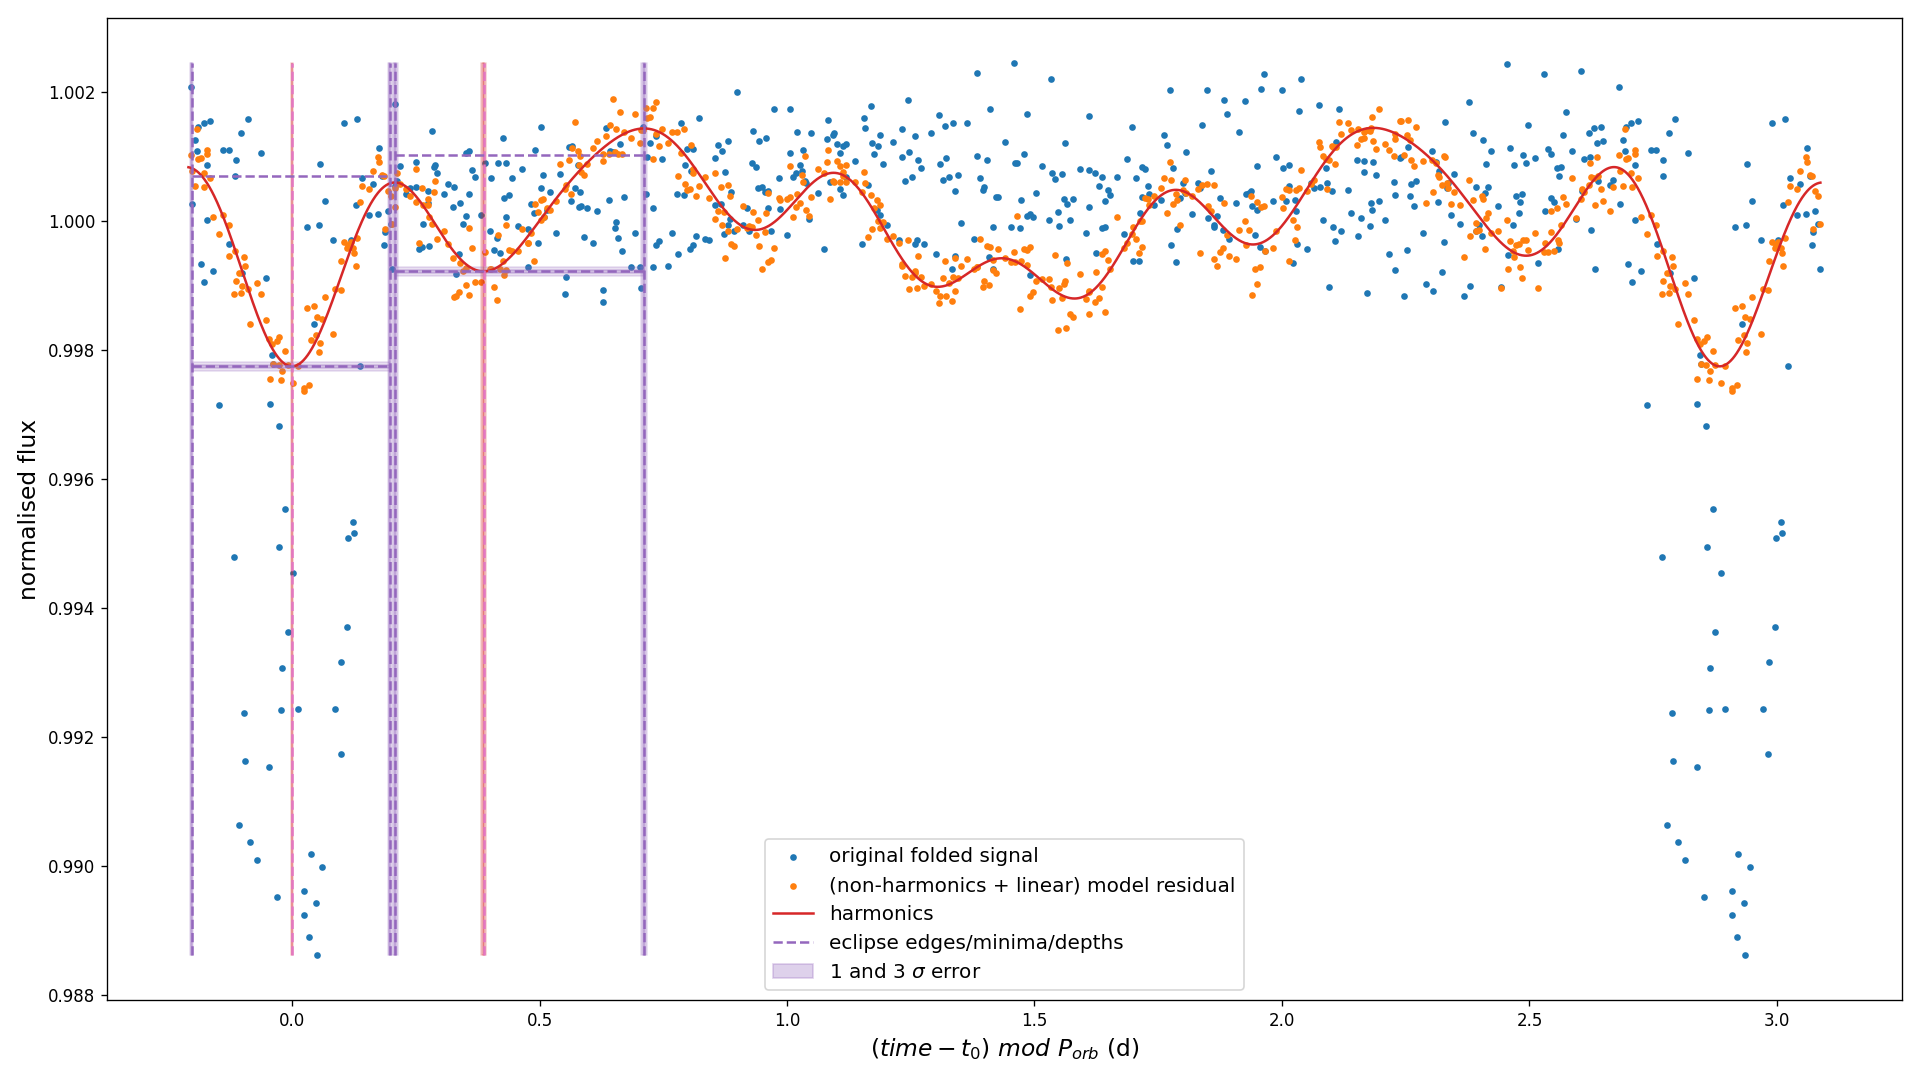 normalised flux
1.002
1.000
0.998
0.996
0.994
0.992
0.990
0.988
original folded signal
(non-harmonics + linear) model residual
harmonics
eclipse edges/minima/depths
1 and 3 σ error
0.0 0.5 1.0 1.5 2.0 2.5 3.0
(time − t₀) mod Pₒᵣb (d)